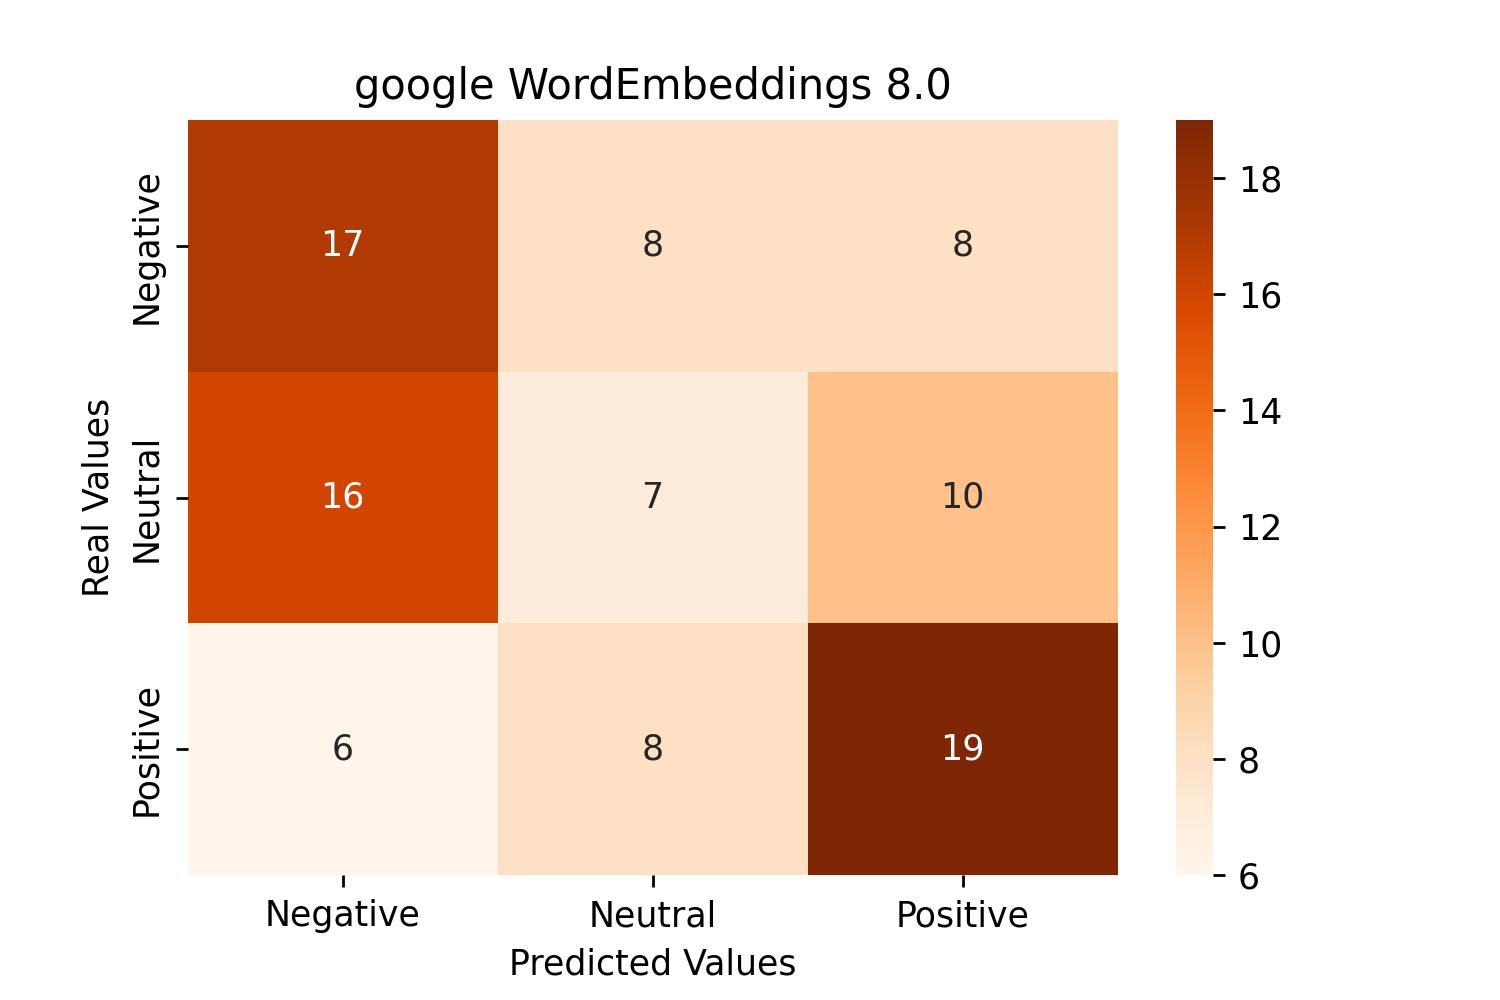 google WordEmbeddings 8.0
Real Values
Negative
17 8 8
Neutral
16 7 10
Positive
6 8 19
Negative Neutral Positive
Predicted Values
18
16
14
12
10
8
6